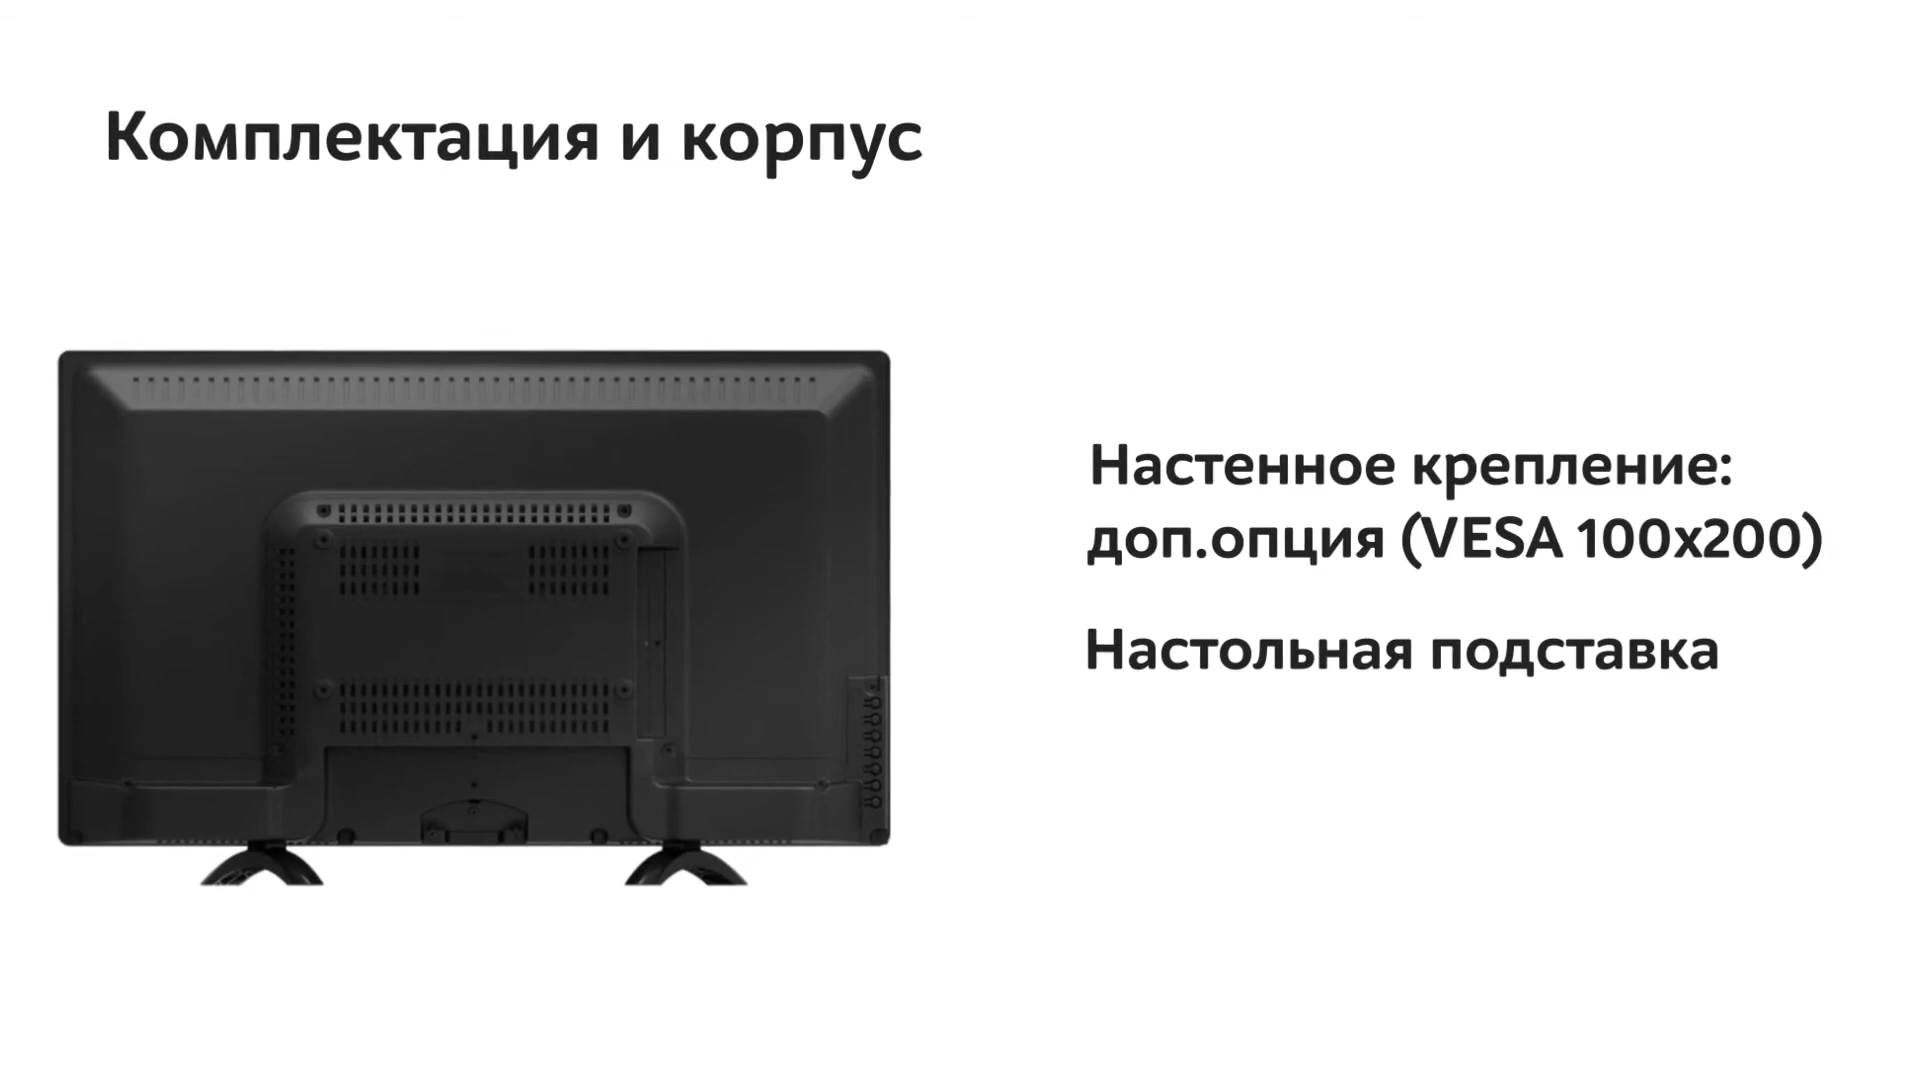 Комплектация и корпус
Настенное крепление:
доп.опция (VESA 100x200)
Настольная подставка